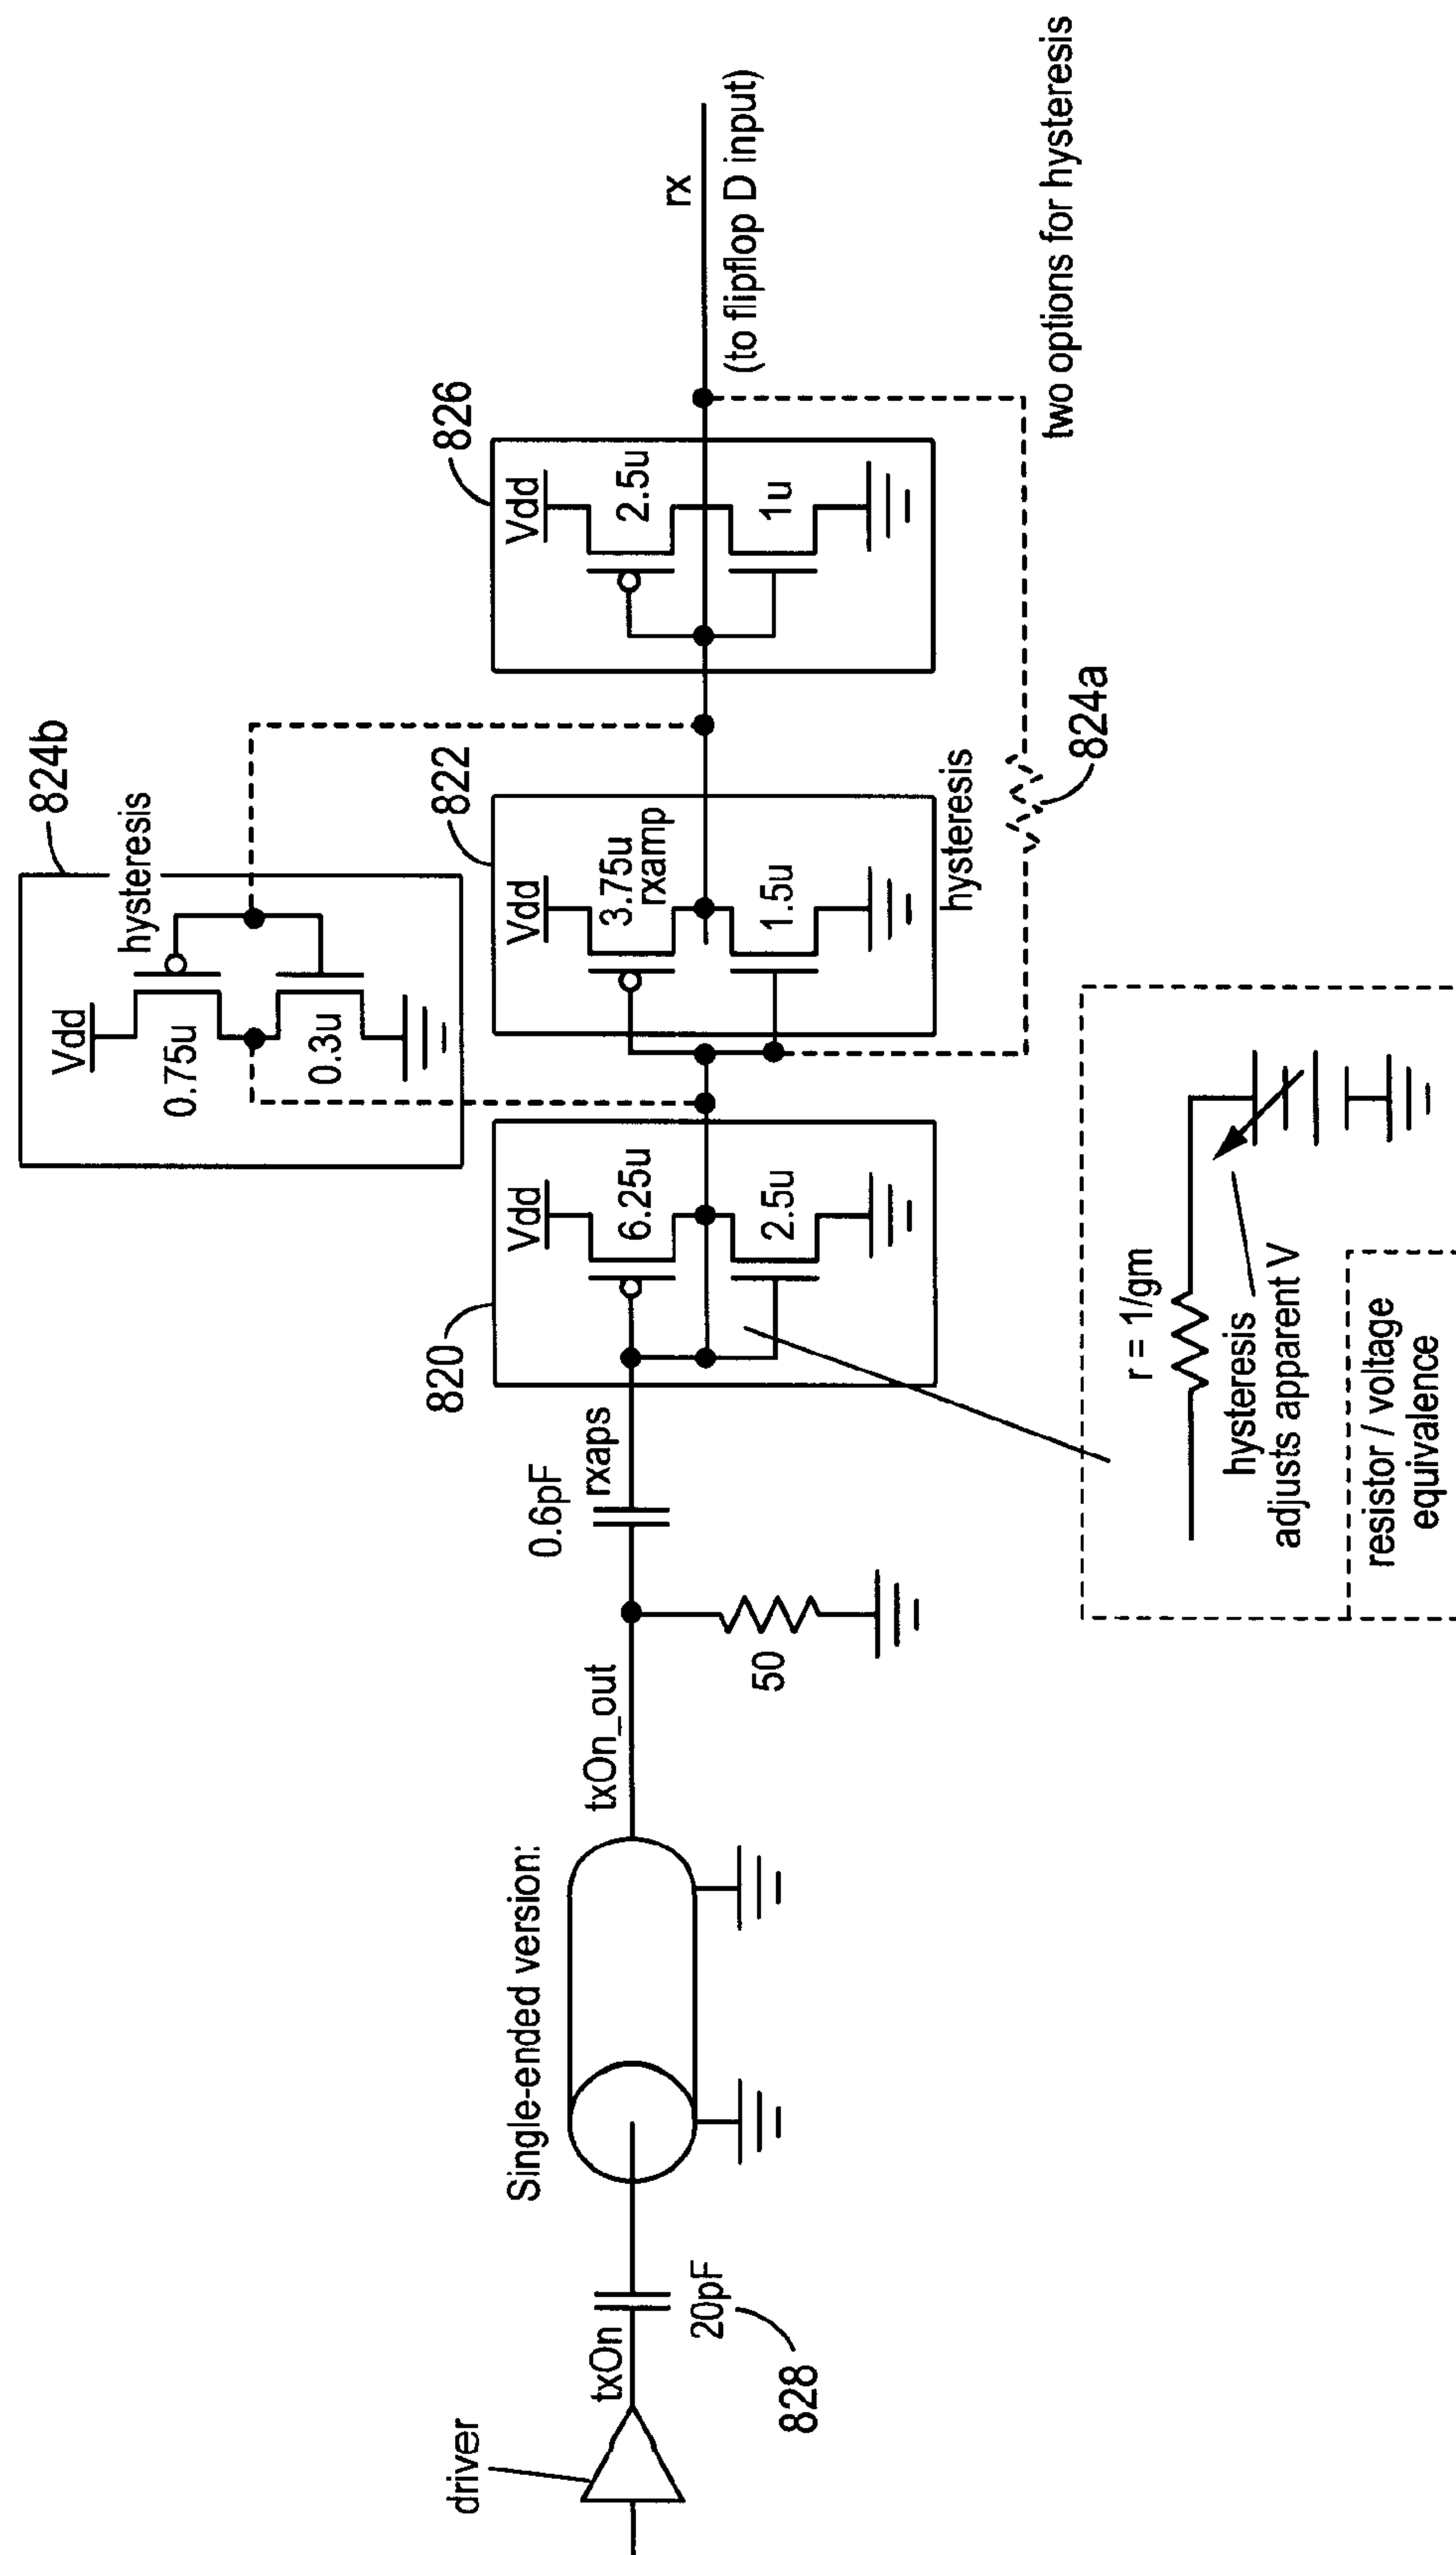 824b
hysteresis
Vdd
0.75u
0.3u
driver
txOn
20pF
828
Single-ended version:
txOn_out
50
0.6pF
rxaps
820
Vdd
6.25u
2.5u
822
Vdd
3.75u
rxamp
1.5u
hysteresis
824a
826
Vdd
2.5u
1u
rx
(to flipflop D input)
two options for hysteresis
r = 1/gm
hysteresis
adjusts apparent V
resistor / voltage
equivalence